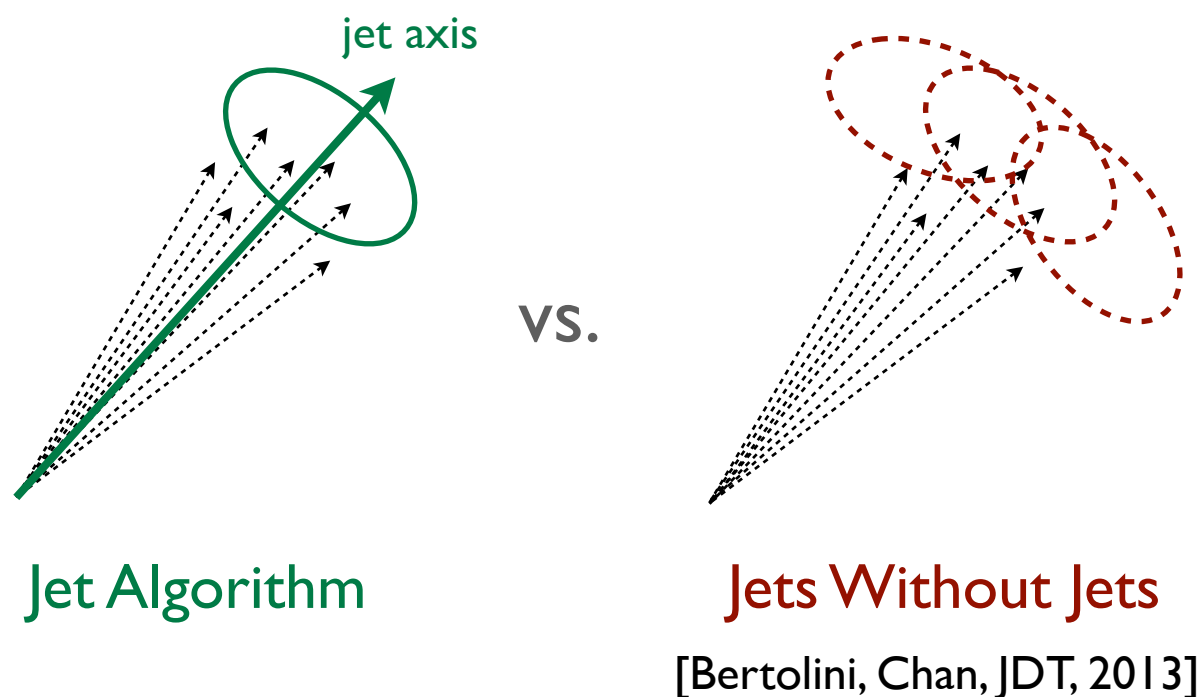 jet axis
vs.
Jet Algorithm
Jets Without Jets
[Bertolini, Chan, JDT, 2013]